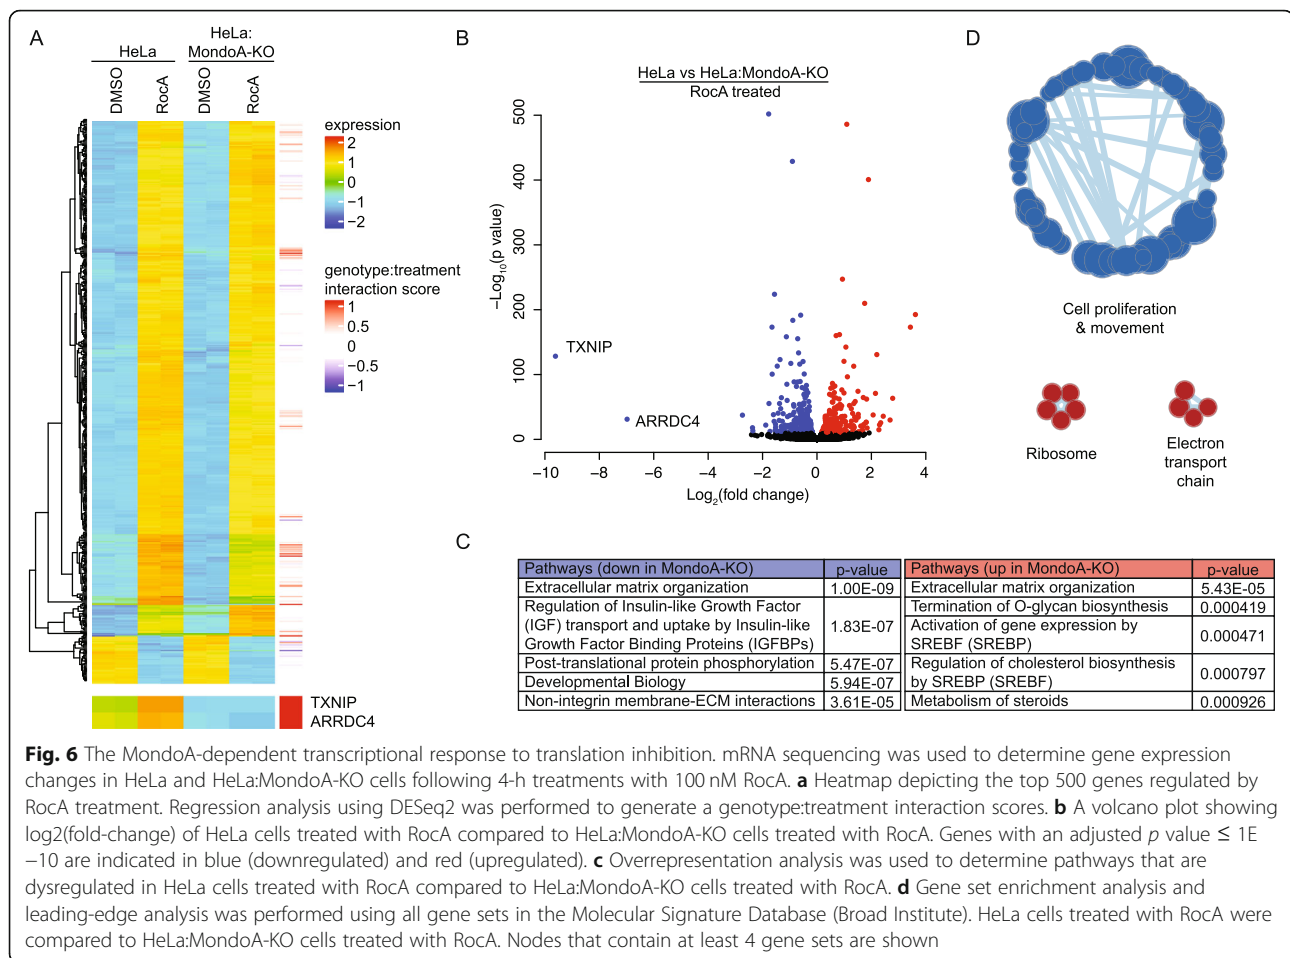 A
HeLa
HeLa:
MondoA-KO
DMSO
RocA
DMSO
RocA
expression
2
1
0
−1
−2
genotype:treatment
interaction score
1
0.5
0
−0.5
−1
TXNIP
ARRDC4
B
HeLa vs HeLa:MondoA-KO
RocA treated
−Log10(p value)
500
400
300
200
100
0
TXNIP
ARRDC4
−10
−8
−6
−4
−2
0
2
4
Log2(fold change)
D
Cell proliferation
& movement
Ribosome
Electron
transport
chain
C
Pathways (down in MondoA-KO) p-value
Extracellular matrix organization 1.00E-09
Regulation of Insulin-like Growth Factor
(IGF) transport and uptake by Insulin-like 1.83E-07
Growth Factor Binding Proteins (IGFBPs)
Post-translational protein phosphorylation 5.47E-07
Developmental Biology 5.94E-07
Non-integrin membrane-ECM interactions 3.61E-05
Pathways (up in MondoA-KO) p-value
Extracellular matrix organization 5.43E-05
Termination of O-glycan biosynthesis 0.000419
Activation of gene expression by
SREBF (SREBP) 0.000471
Regulation of cholesterol biosynthesis
by SREBP (SREBF) 0.000797
Metabolism of steroids 0.000926
Fig. 6 The MondoA-dependent transcriptional response to translation inhibition. mRNA sequencing was used to determine gene expression
changes in HeLa and HeLa:MondoA-KO cells following 4-h treatments with 100 nM RocA. a Heatmap depicting the top 500 genes regulated by
RocA treatment. Regression analysis using DESeq2 was performed to generate a genotype:treatment interaction scores. b A volcano plot showing
log2(fold-change) of HeLa cells treated with RocA compared to HeLa:MondoA-KO cells treated with RocA. Genes with an adjusted p value ≤ 1E
−10 are indicated in blue (downregulated) and red (upregulated). c Overrepresentation analysis was used to determine pathways that are
dysregulated in HeLa cells treated with RocA compared to HeLa:MondoA-KO cells treated with RocA. d Gene set enrichment analysis and
leading-edge analysis was performed using all gene sets in the Molecular Signature Database (Broad Institute). HeLa cells treated with RocA were
compared to HeLa:MondoA-KO cells treated with RocA. Nodes that contain at least 4 gene sets are shown